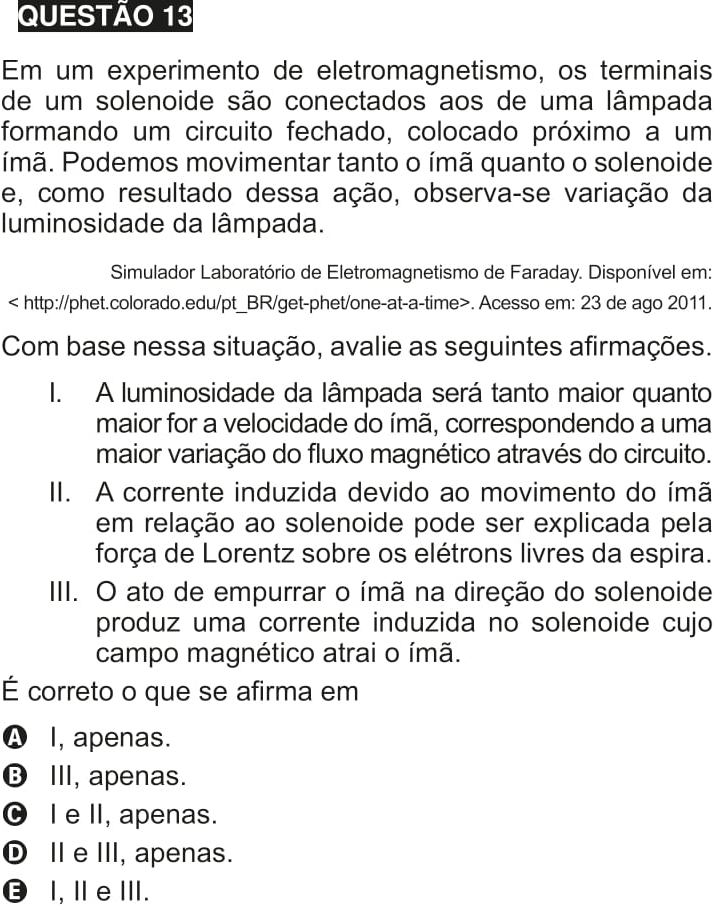 QUESTÃO 13
Em um experimento de eletromagnetismo, os terminais
de um solenoide são conectados aos de uma lâmpada
formando um circuito fechado, colocado próximo a um
ímã. Podemos movimentar tanto o ímã quanto o solenoide
e, como resultado dessa ação, observa-se variação da
luminosidade da lâmpada.
Simulador Laboratório de Eletromagnetismo de Faraday. Disponível em:
< http://phet.colorado.edu/pt_BR/get-phet/one-at-a-time>. Acesso em: 23 de ago 2011.
Com base nessa situação, avalie as seguintes afirmações.
I. A luminosidade da lâmpada será tanto maior quanto
maior for a velocidade do ímã, correspondendo a uma
maior variação do fluxo magnético através do circuito.
II. A corrente induzida devido ao movimento do ímã
em relação ao solenoide pode ser explicada pela
força de Lorentz sobre os elétrons livres da espira.
III. O ato de empurrar o ímã na direção do solenoide
produz uma corrente induzida no solenoide cujo
campo magnético atrai o ímã.
É correto o que se afirma em
A I, apenas.
B III, apenas.
C I e II, apenas.
D II e III, apenas.
E I, II e III.